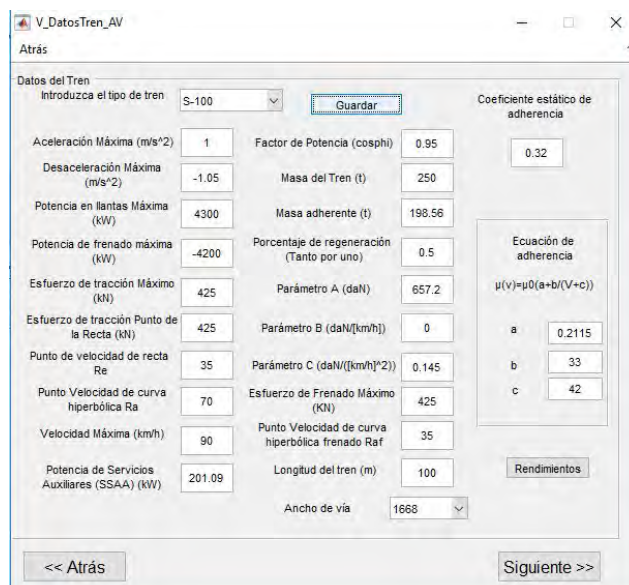 V_DatosTren_AV
Atrás
Datos del Tren
Introduzca el tipo de tren
S-100
Guardar
Aceleración Máxima (m/s^2)
1
Desaceleración Máxima
(m/s^2)
-1.05
Potencia en llantas Máxima
(kW)
4300
Potencia de frenado máxima
(kW)
-4200
Esfuerzo de tracción Máximo
(kN)
425
Esfuerzo de tracción Punto de
la Recta (kN)
425
Punto de velocidad de recta
Re
35
Punto Velocidad de curva
hiperbólica Ra
70
Velocidad Máxima (km/h)
90
Potencia de Servicios
Auxiliares (SSAA) (kW)
201.09
Factor de Potencia (cosphi)
0.95
Masa del Tren (t)
250
Masa adherente (t)
198.56
Porcentaje de regeneración
(Tanto por uno)
0.5
Parámetro A (daN)
657.2
Parámetro B (daN/[km/h])
0
Parámetro C (daN/([km/h]^2))
0.145
Esfuerzo de Frenado Máximo
(KN)
425
Punto Velocidad de curva
hiperbólica frenado Raf
35
Longitud del tren (m)
100
Ancho de vía
1668
Coeficiente estático de
adherencia
0.32
Ecuación de
adherencia
μ(v)=μ0(a+b/(V+c))
a
0.2115
b
33
c
42
Rendimientos
<< Atrás
Siguiente >>